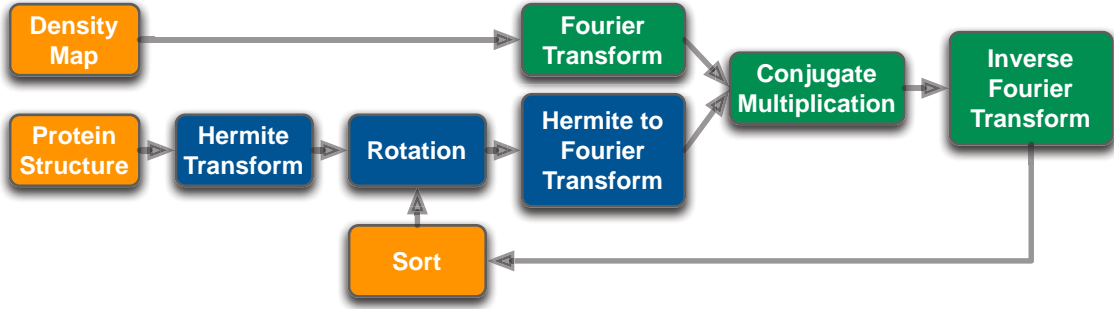 Density
Map
Fourier
Transform
Conjugate
Multiplication
Inverse
Fourier
Transform
Protein
Structure
Hermite
Transform
Rotation
Hermite to
Fourier
Transform
Sort